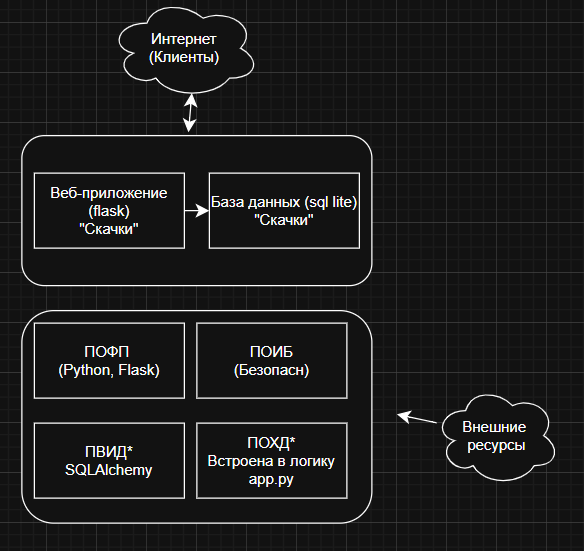 Интернет
(Клиенты)
Веб-приложение
(flask)
"Скачки"
База данных (sql lite)
"Скачки"
ПОФП
(Python, Flask)
ПОИБ
(Безопасн)
ПВИД*
SQLAlchemy
ПОХД*
Встроена в логику
app.py
Внешние
ресурсы